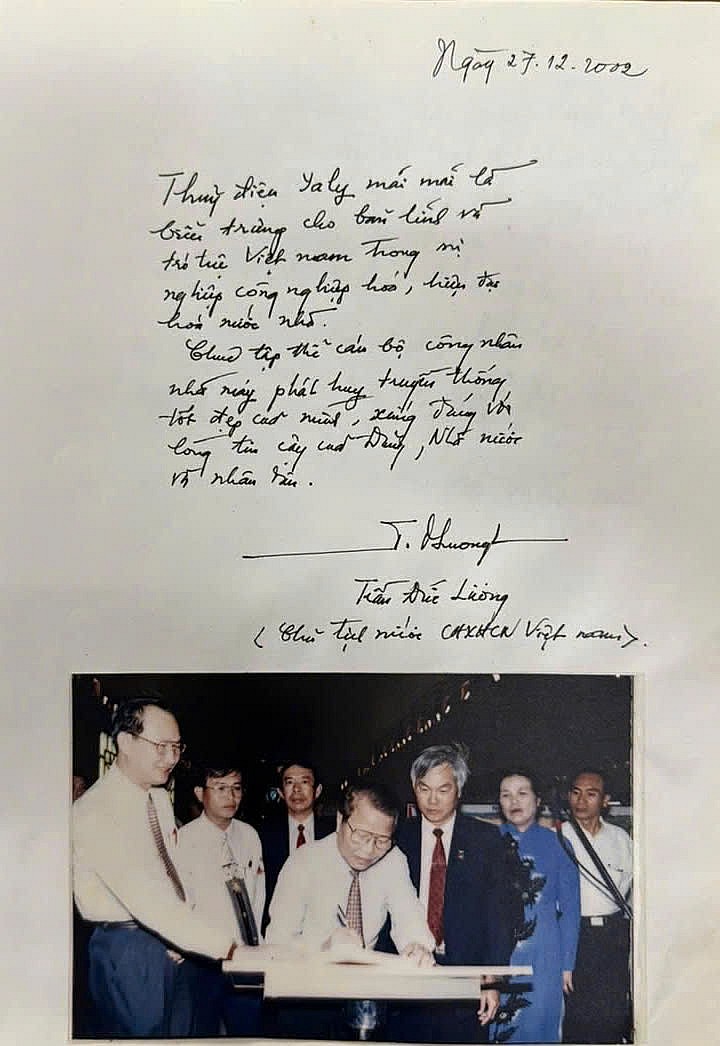 Ngày 27.12.2002
Thuỷ điện Yaly mãi mãi là
biểu trưng cho bản lĩnh và
trí tuệ Việt nam trong sự
nghiệp công nghiệp hoá, hiện đại
hoá nước nhà.
Chúc tập thể cán bộ công nhân
nhà máy phát huy truyền thống
tốt đẹp của mình, xứng đáng với
lòng tin cậy của Đảng, Nhà nước
và nhân dân.
T. DLuong
Trần Đức Lương
(Chủ tịch nước CHXHCN Việt nam).